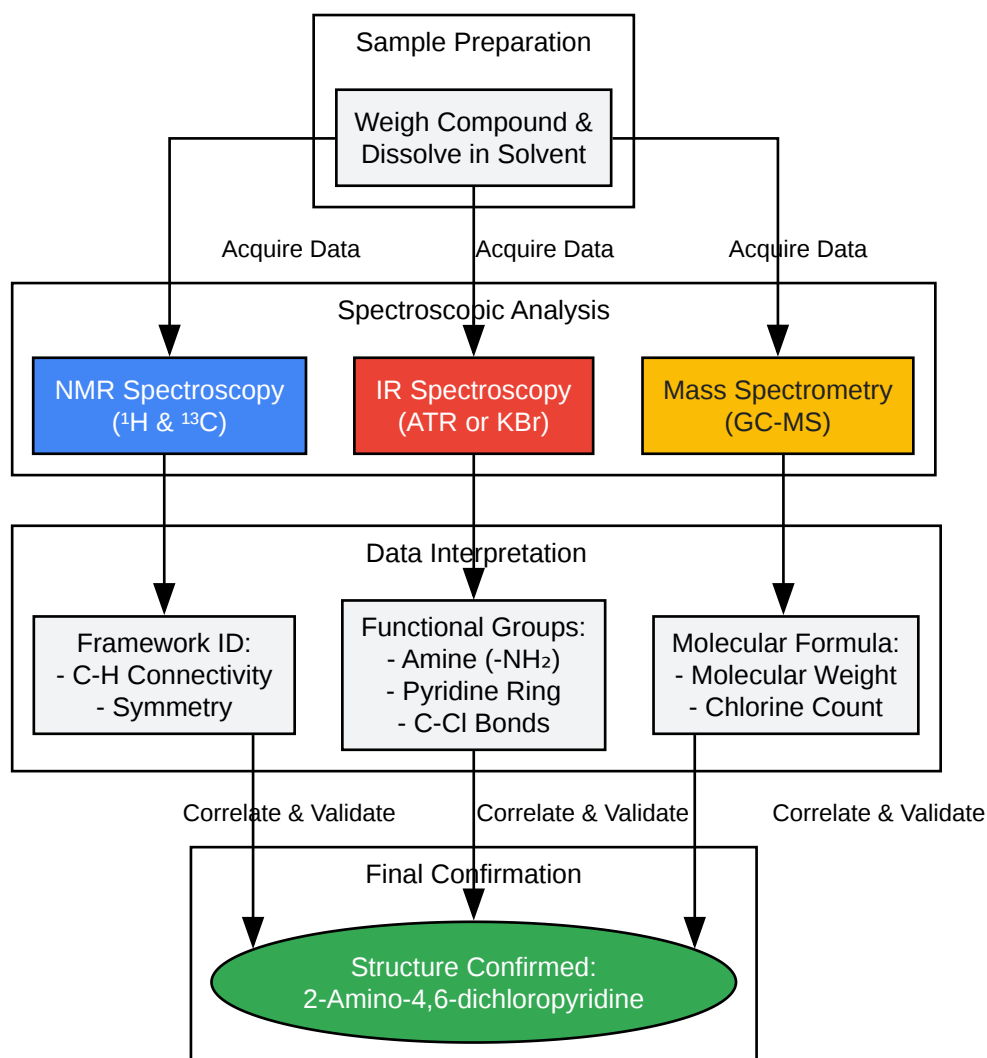 Sample Preparation
Weigh Compound &
Dissolve in Solvent
Acquire Data
Acquire Data
Acquire Data
Spectroscopic Analysis
NMR Spectroscopy
(¹H & ¹³C)
IR Spectroscopy
(ATR or KBr)
Mass Spectrometry
(GC-MS)
Data Interpretation
Framework ID:
- C-H Connectivity
- Symmetry
Functional Groups:
- Amine (-NH₂)
- Pyridine Ring
- C-Cl Bonds
Molecular Formula:
- Molecular Weight
- Chlorine Count
Correlate & Validate
Correlate & Validate
Correlate & Validate
Final Confirmation
Structure Confirmed:
2-Amino-4,6-dichloropyridine